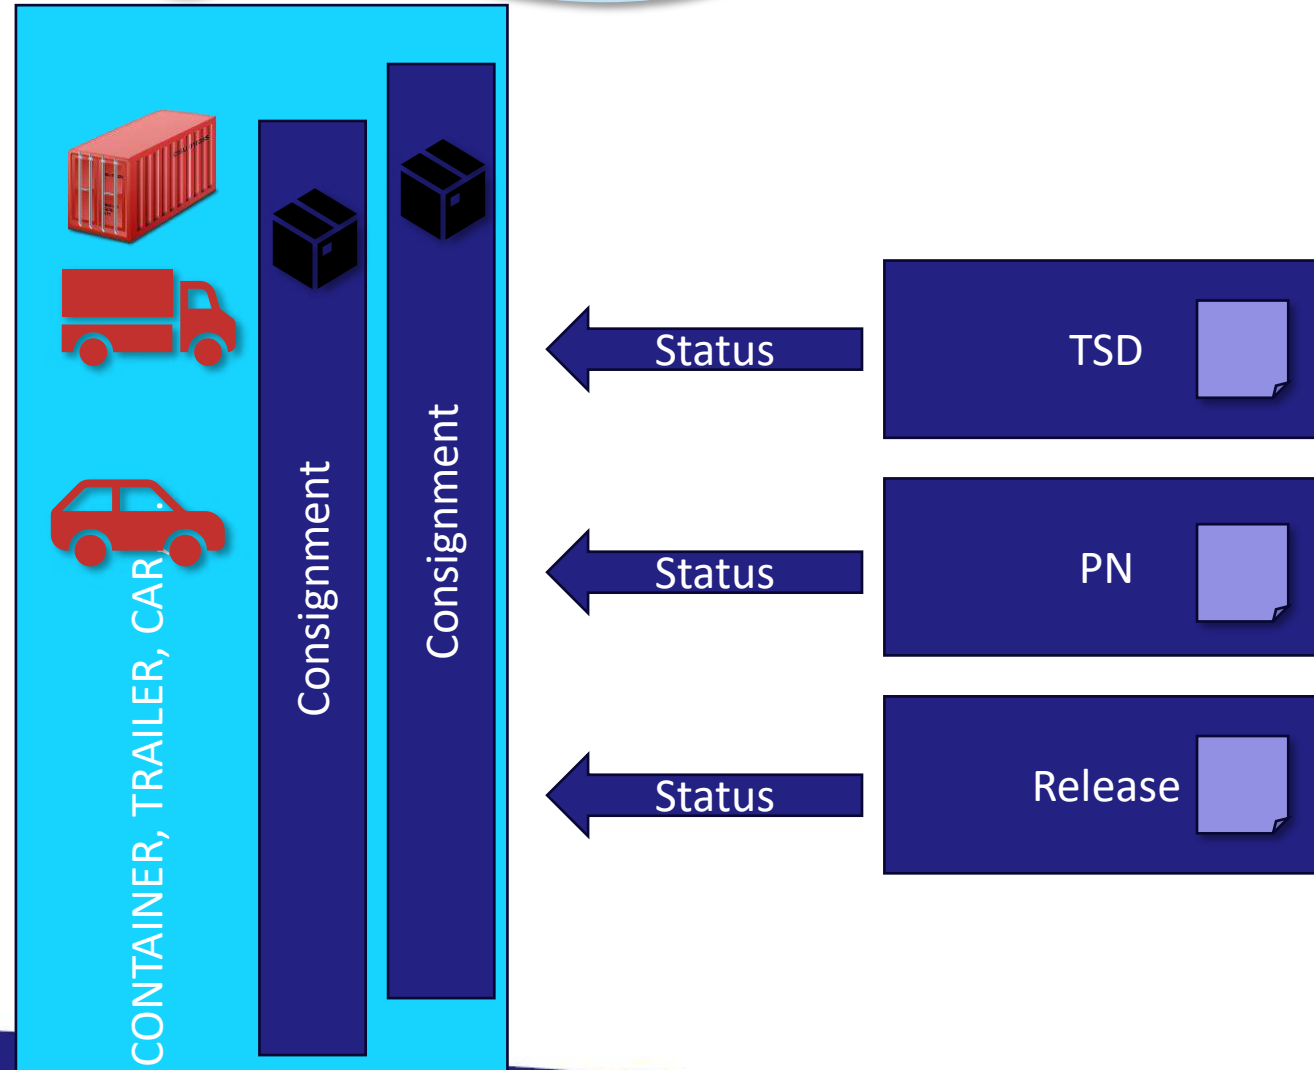 CONTAINER, TRAILER, CAR,
Consignment
Consignment
Status
TSD
Status
PN
Status
Release